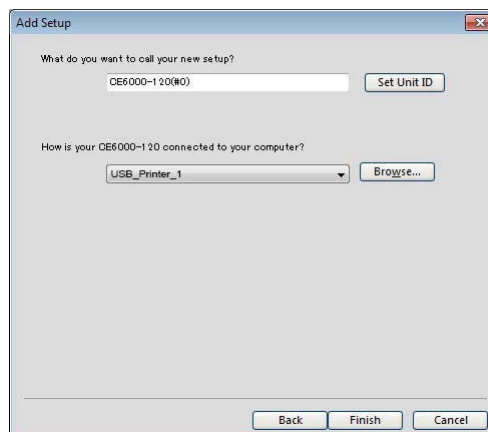 Add Setup
What do you want to call your new setup?
CE6000-120(#0)
Set Unit ID
How is your CE6000-120 connected to your computer?
USB_Printer_1
Browse...
Back
Finish
Cancel